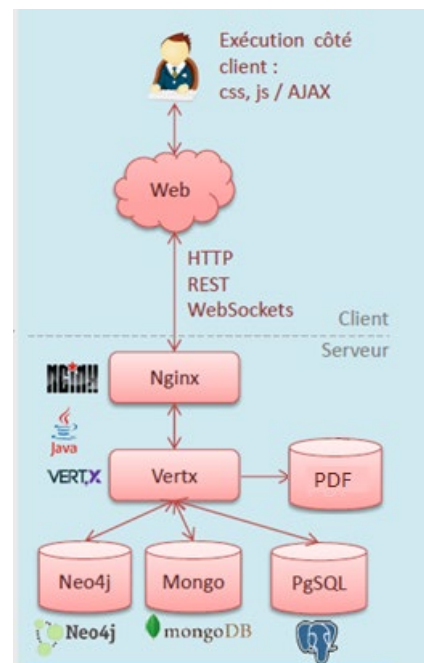 Exécution côté
client :
css, js / AJAX
Web
HTTP
REST
WebSockets
Client
Serveur
NGINX
Nginx
Java
VERT.X
Vertx
PDF
Neo4j
Mongo
PgSQL
Neo4j
mongoDB